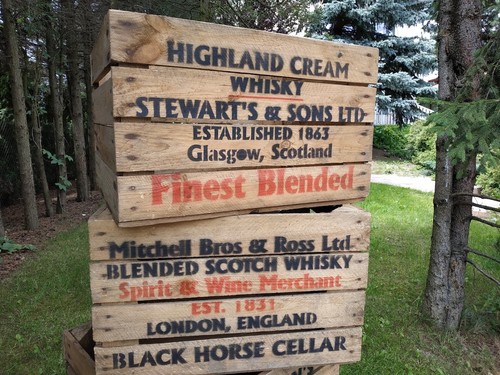 HIGHLAND CREAM
WHISKY
STEWART'S & SONS LTD
ESTABLISHED 1863
Glasgow, Scotland
Finest Blended
Mitchell Bros & Ross Ltd.
BLENDED SCOTCH WHISKY
Spirit & Wine Merchant
EST. 1831
LONDON, ENGLAND
BLACK HORSE CELLAR